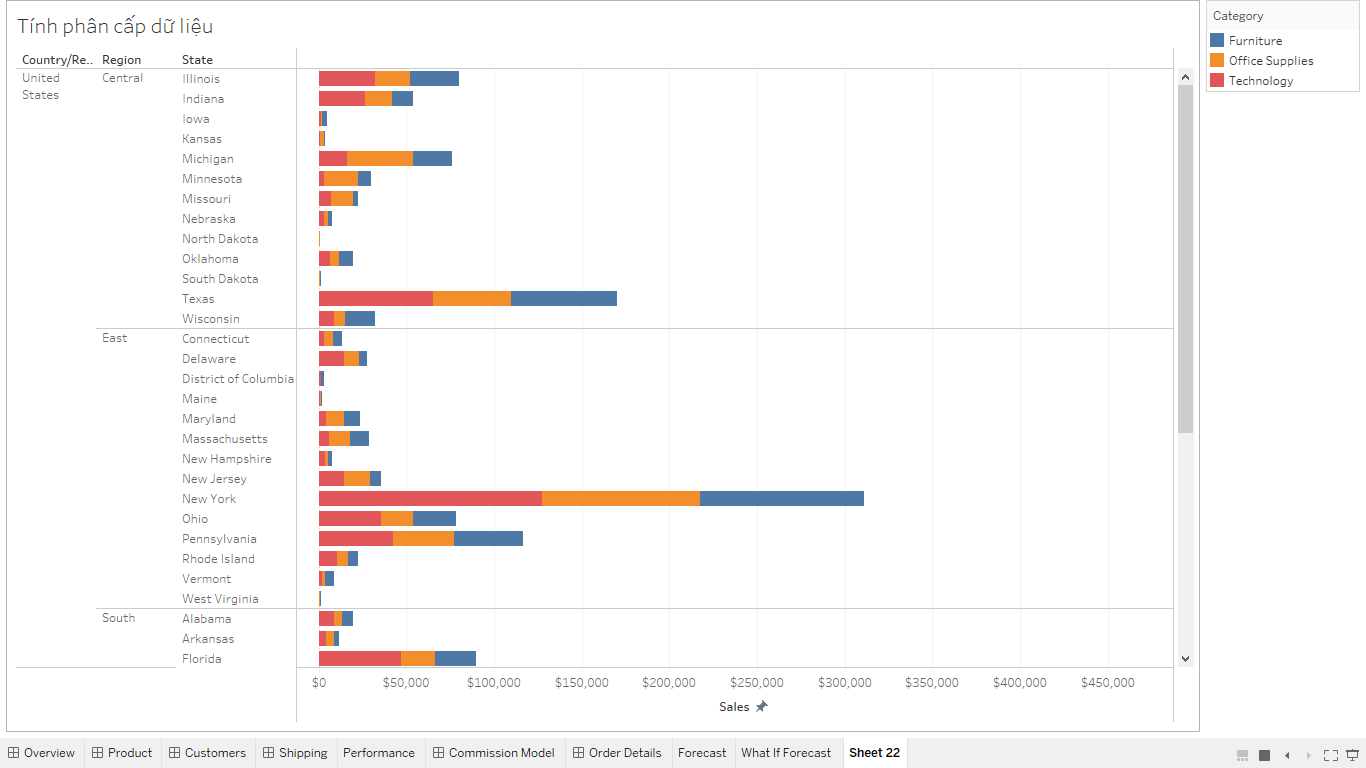 Tính phân cấp dữ liệu
Category
Furniture
Office Supplies
Technology
Country/Re.. Region State
United States Central Illinois
Indiana
Iowa
Kansas
Michigan
Minnesota
Missouri
Nebraska
North Dakota
Oklahoma
South Dakota
Texas
Wisconsin
East Connecticut
Delaware
District of Columbia
Maine
Maryland
Massachusetts
New Hampshire
New Jersey
New York
Ohio
Pennsylvania
Rhode Island
Vermont
West Virginia
South Alabama
Arkansas
Florida
$0 $50,000 $100,000 $150,000 $200,000 $250,000 $300,000 $350,000 $400,000 $450,000
Sales
Overview Product Customers Shipping Performance Commission Model Order Details Forecast What If Forecast Sheet 22